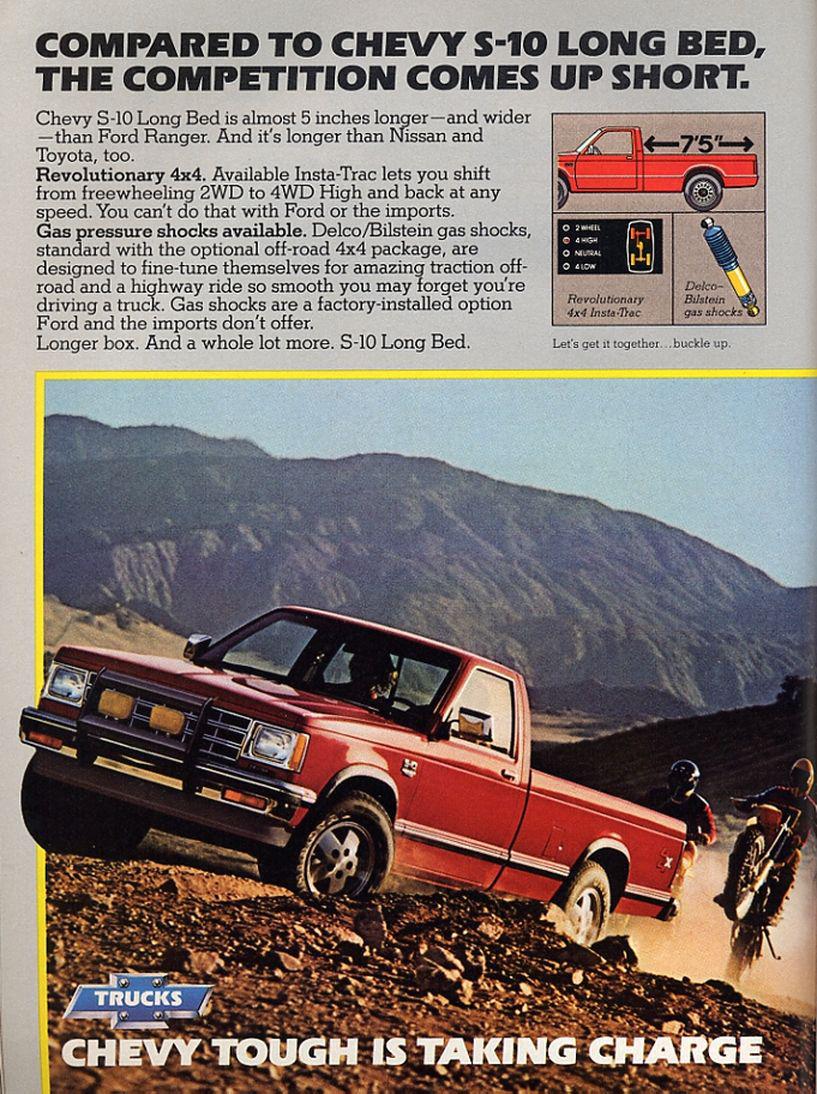 COMPARED TO CHEVY S-10 LONG BED,
THE COMPETITION COMES UP SHORT.
Chevy S-10 Long Bed is almost 5 inches longer—and wider
—than Ford Ranger. And it's longer than Nissan and
Toyota, too.
Revolutionary 4x4. Available Insta-Trac lets you shift
from freewheeling 2WD to 4WD High and back at any
speed. You can't do that with Ford or the imports.
Gas pressure shocks available. Delco/Bilstein gas shocks,
standard with the optional off-road 4x4 package, are
designed to fine-tune themselves for amazing traction off-
road and a highway ride so smooth you may forget you're
driving a truck. Gas shocks are a factory-installed option
Ford and the imports don't offer.
Longer box. And a whole lot more. S-10 Long Bed.
7'5"
2 WHEEL
4 HIGH
NEUTRAL
4 LOW
Revolutionary
4x4 Insta-Trac
Delco-
Bilstein
gas shocks
Let's get it together...buckle up.
4x
TRUCKS
CHEVY TOUGH IS TAKING CHARGE